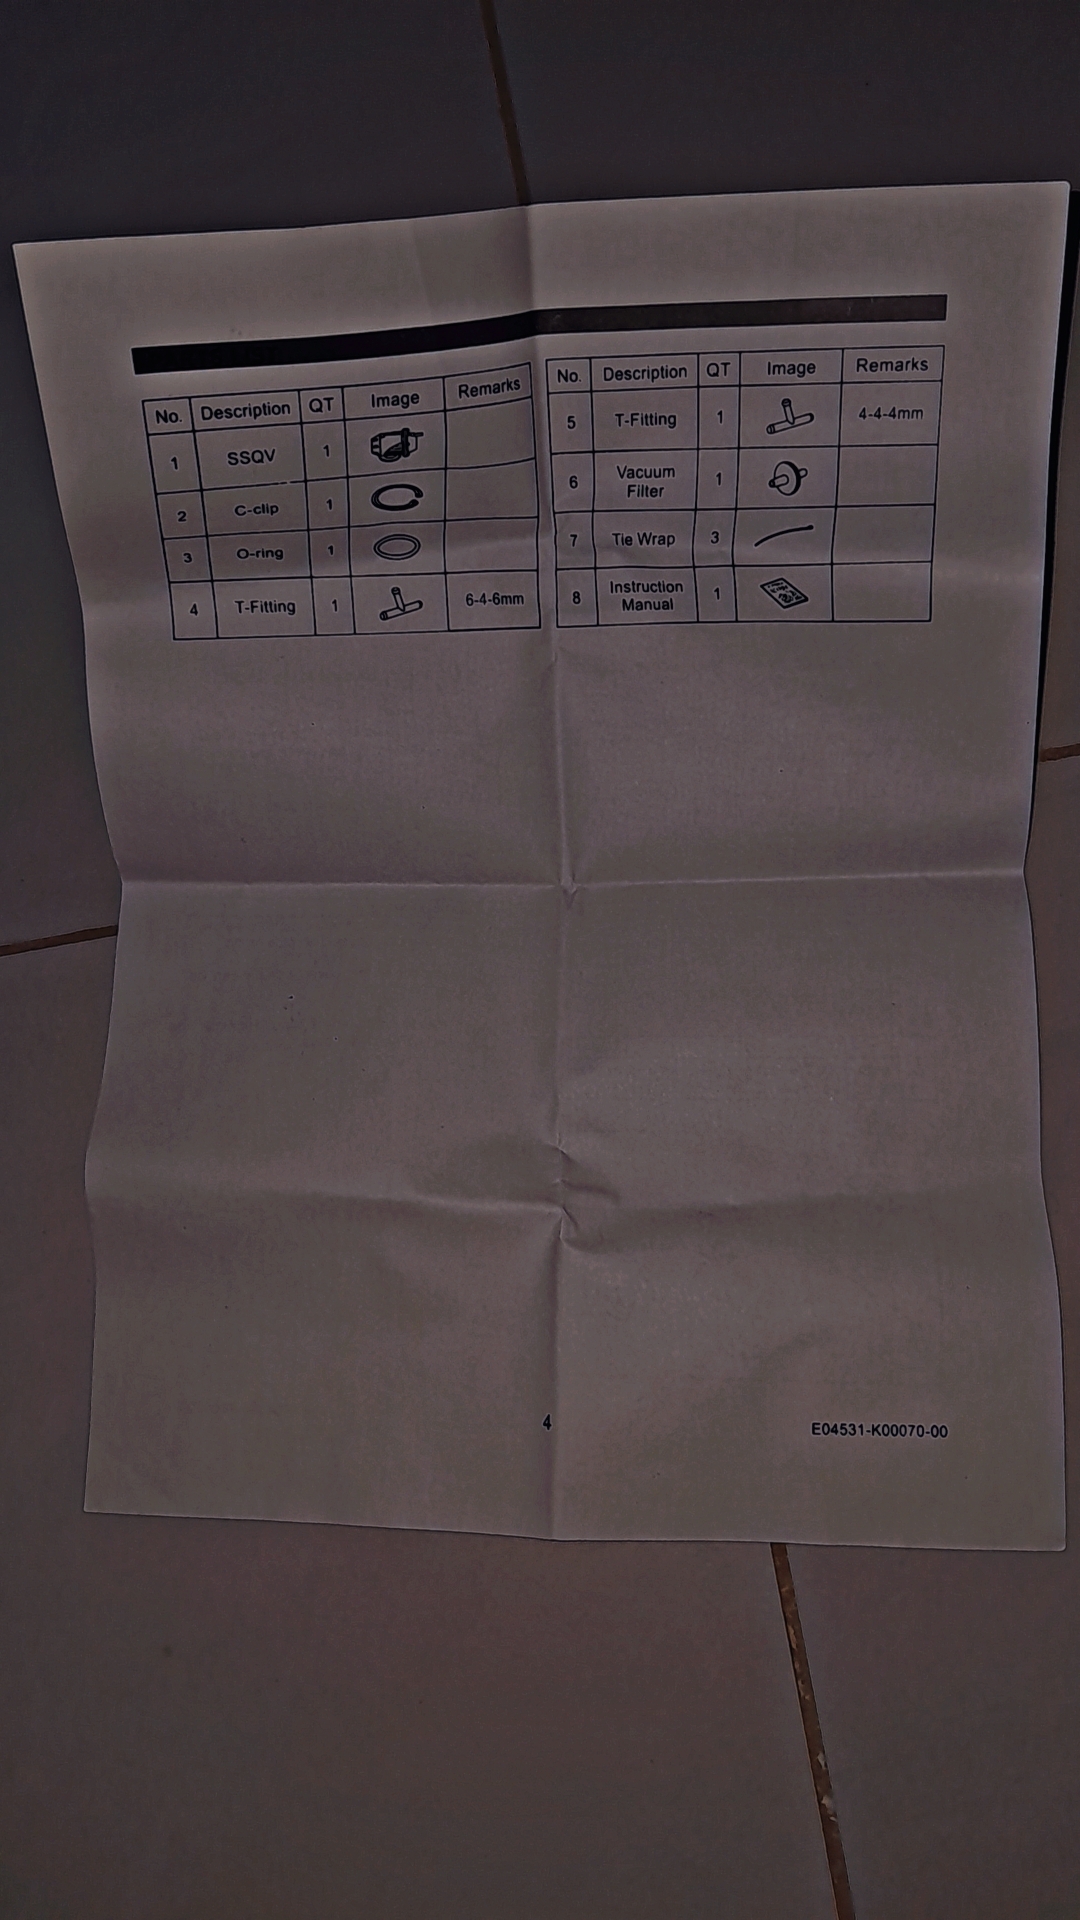 No. Description QT Image Remarks
1 SSQV 1
2 C-clip 1
3 O-ring 1
4 T-Fitting 1 6-4-6mm
No. Description QT Image Remarks
5 T-Fitting 1 4-4-4mm
6 Vacuum Filter 1
7 Tie Wrap 3
8 Instruction Manual 1
4
E04531-K00070-00